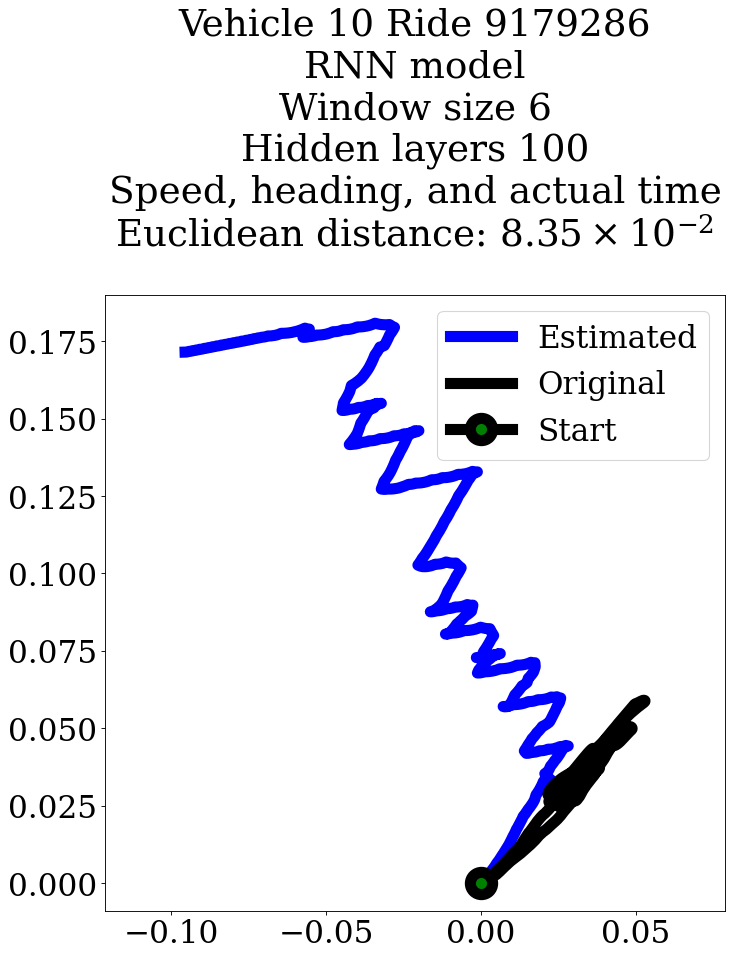 Vehicle 10 Ride 9179286
RNN model
Window size 6
Hidden layers 100
Speed, heading, and actual time
Euclidean distance: 8.35 × 10⁻²
Estimated
Original
Start
0.175
0.150
0.125
0.100
0.075
0.050
0.025
0.000
−0.10 −0.05 0.00 0.05